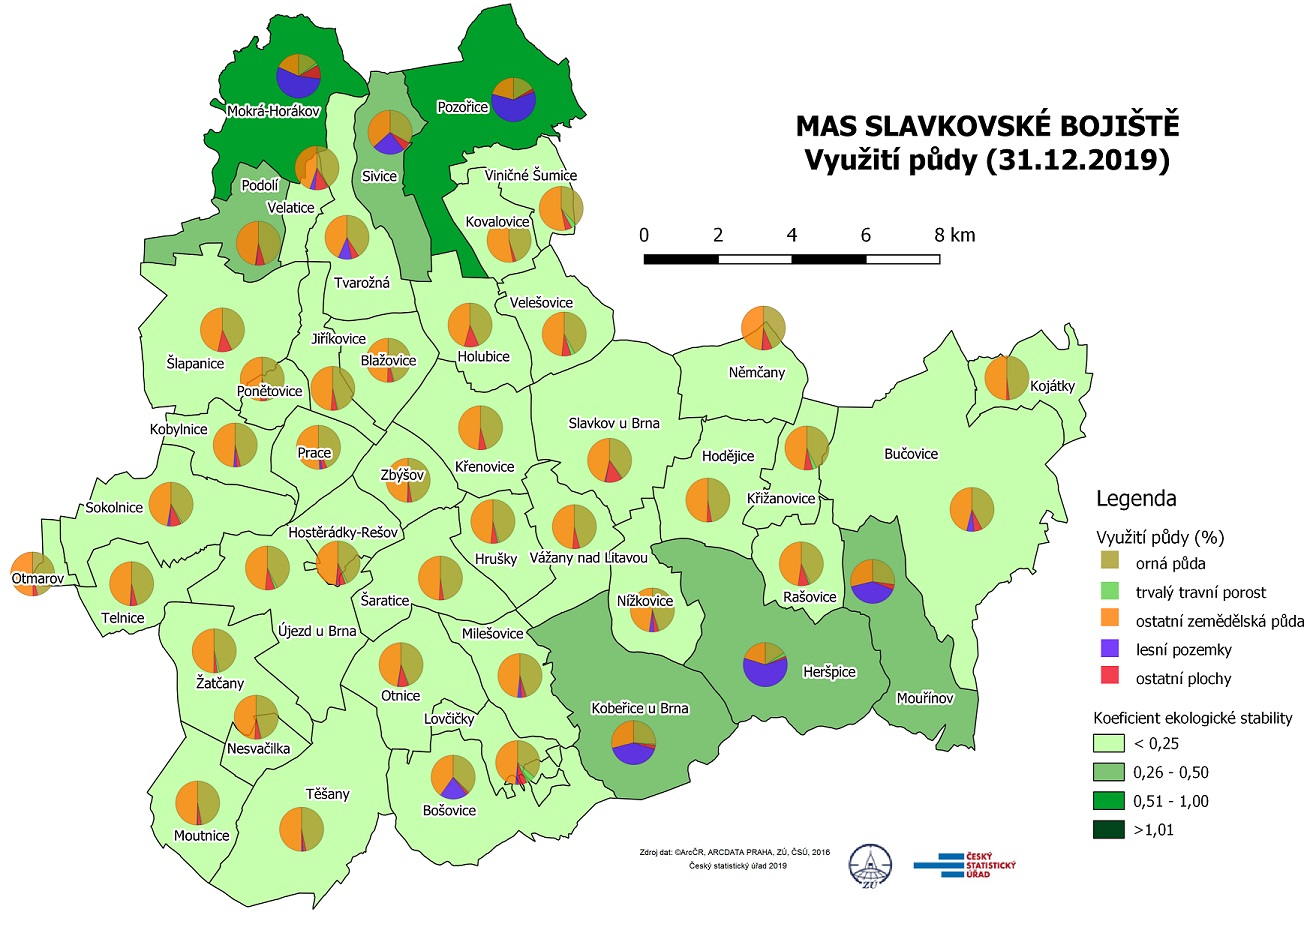 MAS SLAVKOVSKÉ BOJIŠTĚ
Využití půdy (31.12.2019)
0 2 4 6 8 km
Mokrá-Horákov
Pozořice
Sivice
Podolí
Velatice
Viničné Šumice
Kovalovice
Tvarožná
Velešovice
Jiříkovice
Holubice
Blažovice
Šlapanice
Ponětovice
Němčany
Kojátky
Kobylnice
Slavkov u Brna
Prace
Křenovice
Hodějice
Bučovice
Zbýšov
Křižanovice
Sokolnice
Hostěrádky-Rešov
Hrušky
Vážany nad Litavou
Otmarov
Rašovice
Šaratice
Nížkovice
Telnice
Újezd u Brna
Milešovice
Heršpice
Žatčany
Otnice
Mouřínov
Kobeřice u Brna
Lovčičky
Nesvačilka
Těšany
Bošovice
Moutnice
Legenda
Využití půdy (%)
orná půda
trvalý travní porost
ostatní zemědělská půda
lesní pozemky
ostatní plochy
Koeficient ekologické stability
< 0,25
0,26 - 0,50
0,51 - 1,00
>1,01
Zdroj dat: ©ArcČR, ARCDATA PRAHA, ZÚ, ČSÚ, 2016
Český statistický úřad 2019
ZÚ
ČESKÝ
STATISTICKÝ
ÚŘAD